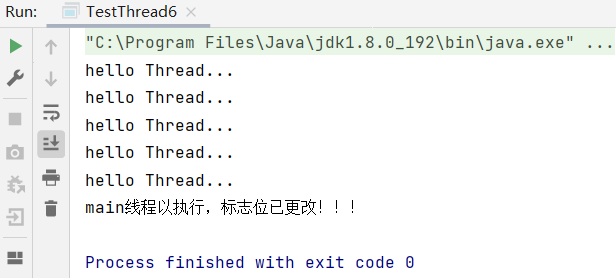 Run: TestThread6
"C:\Program Files\Java\jdk1.8.0_192\bin\java.exe" ...
hello Thread...
hello Thread...
hello Thread...
hello Thread...
hello Thread...
main线程以执行，标志位已更改！！！
Process finished with exit code 0